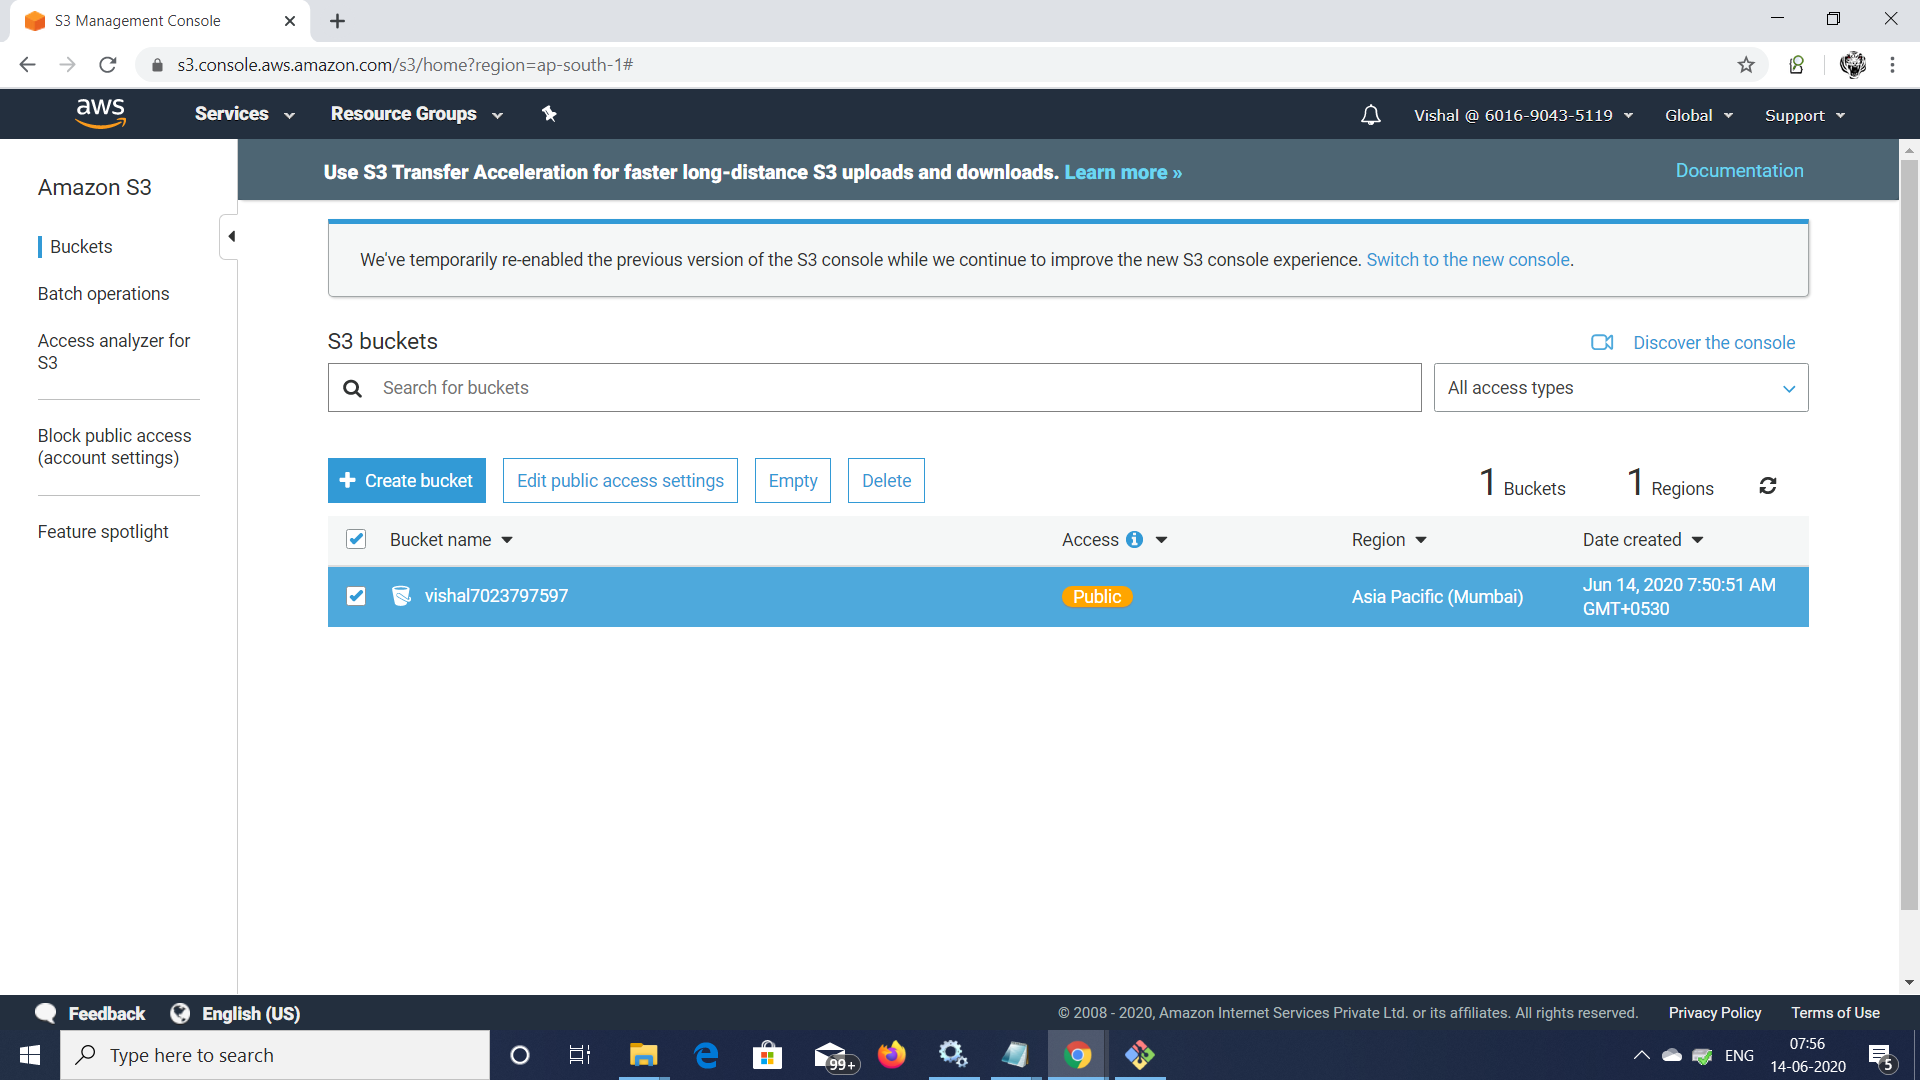 S3 Management Console
s3.console.aws.amazon.com/s3/home?region=ap-south-1#
aws
Services
Resource Groups
Vishal @ 6016-9043-5119
Global
Support
Amazon S3
Buckets
Batch operations
Access analyzer for
S3
Block public access
(account settings)
Feature spotlight
Use S3 Transfer Acceleration for faster long-distance S3 uploads and downloads. Learn more »
Documentation
We've temporarily re-enabled the previous version of the S3 console while we continue to improve the new S3 console experience. Switch to the new console.
S3 buckets
Discover the console
Search for buckets
All access types
Create bucket
Edit public access settings
Empty
Delete
1 Buckets
1 Regions
Bucket name
Access
Region
Date created
vishal7023797597
Public
Asia Pacific (Mumbai)
Jun 14, 2020 7:50:51 AM
GMT+0530
Feedback
English (US)
© 2008 - 2020, Amazon Internet Services Private Ltd. or its affiliates. All rights reserved.
Privacy Policy
Terms of Use
Type here to search
99+
ENG
07:56
14-06-2020
5